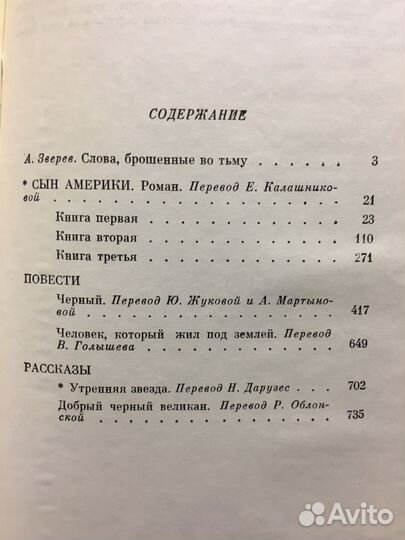 СОДЕРЖАНИЕ
А. Зверев. Слова, брошенные во тьму . . . . . . 3
* СЫН АМЕРИКИ. Роман. Перевод Е. Калашнико-
вой . . . . . . . . . . . . . . 21
Книга первая . . . . . . . . . . . 23
Книга вторая . . . . . . . . . . . 110
Книга третья . . . . . . . . . . . 271
ПОВЕСТИ
Черный. Перевод Ю. Жуковой и А. Мартыно-
вой . . . . . . . . . . . . . . 417
Человек, который жил под землей. Перевод
В. Голышева . . . . . . . . . . . 649
РАССКАЗЫ
* Утренняя звезда. Перевод Н. Дарузес . . . 702
Добрый черный великан. Перевод Р. Облон-
ской . . . . . . . . . . . . . 735
Avito